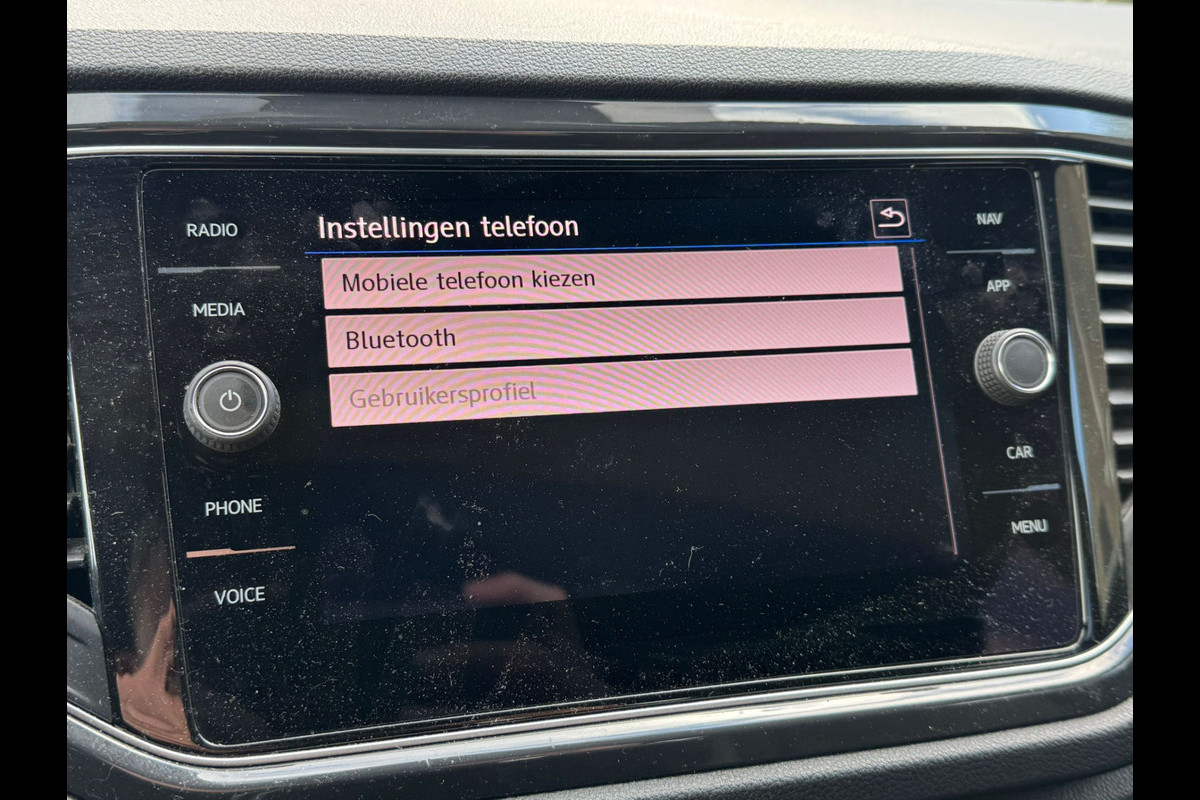 RADIO
MEDIA
PHONE
VOICE
Instellingen telefoon
Mobiele telefoon kiezen
Bluetooth
Gebruikersprofiel
NAV
APP
CAR
MENU